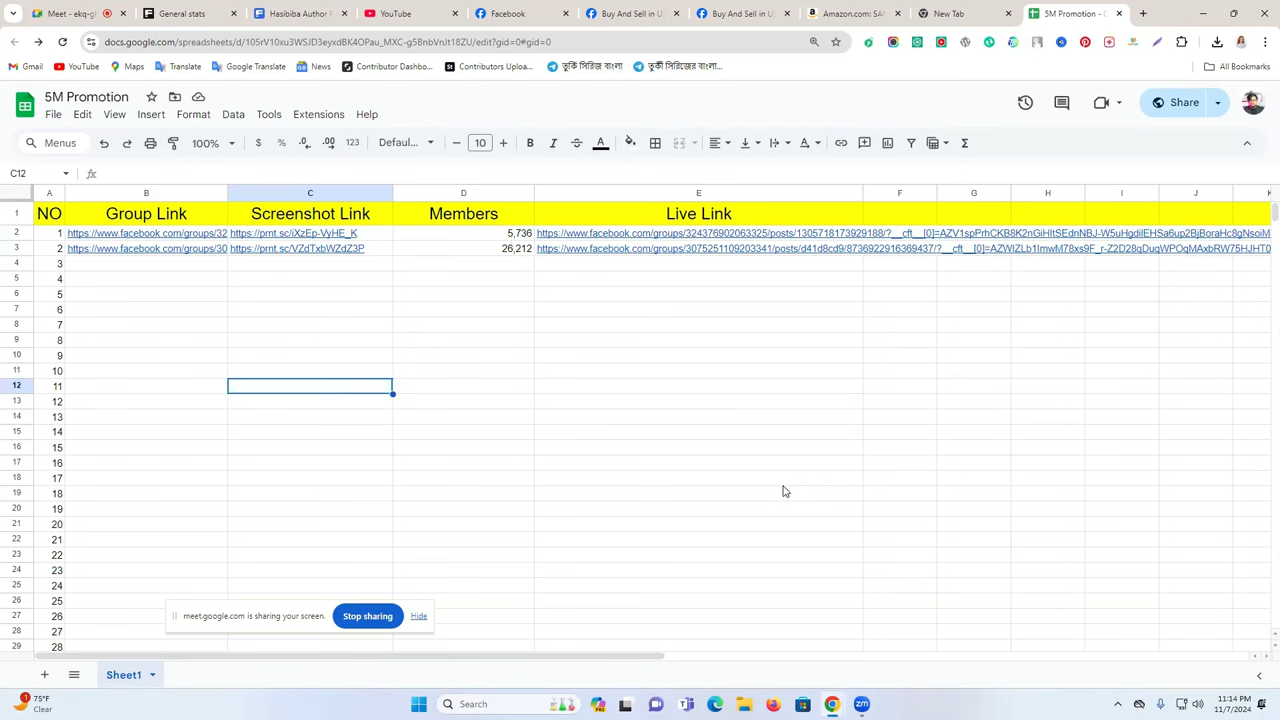 Meet - ekq-g
General stats
Hasibiba Author
YouTube
Facebook
Buy And Sell in U
Buy And Sell in U
Amazon.com: SA
New Tab
5M Promotion - G
docs.google.com/spreadsheets/d/
/edit?gid=0#gid=0
Gmail
YouTube
Maps
Translate
Google Translate
News
Contributor Dashbo...
Contributors Uploa...
তুর্কি সিরিজ বাংলা
তুর্কী সিরিজের বাংলা...
All Bookmarks
5M Promotion
File Edit View Insert Format Data Tools Extensions Help
Share
Menus
100%
$ % .0 .00 123
Defaul...
10
C12
fx
A B C D E F G H I J K
1 NO Group Link Screenshot Link Members Live Link
2 1 https://www.facebook.com/groups/32 https://prnt.sc/iXzEp-VyHE_K 5,736 https://www.facebook.com/groups/324376902063325/posts/1305718173929188/?__cft__[0]=
3 2 https://www.facebook.com/groups/30 https://prnt.sc/VZdTxbWZdZ3P 26,212 https://www.facebook.com/groups/3075251109203341/posts/d41d8cd9/8736922916369437/?__cft__[0]=
4 3
5 4
6 5
7 6
8 7
9 8
10 9
11 10
12 11
13 12
14 13
15 14
16 15
17 16
18 17
19 18
20 19
21 20
22 21
23 22
24 23
25 24
26 25
27 26
28 27
29 28
meet.google.com is sharing your screen.
Stop sharing
Hide
Sheet1
1
75°F
Clear
Search
11:14 PM
11/7/2024